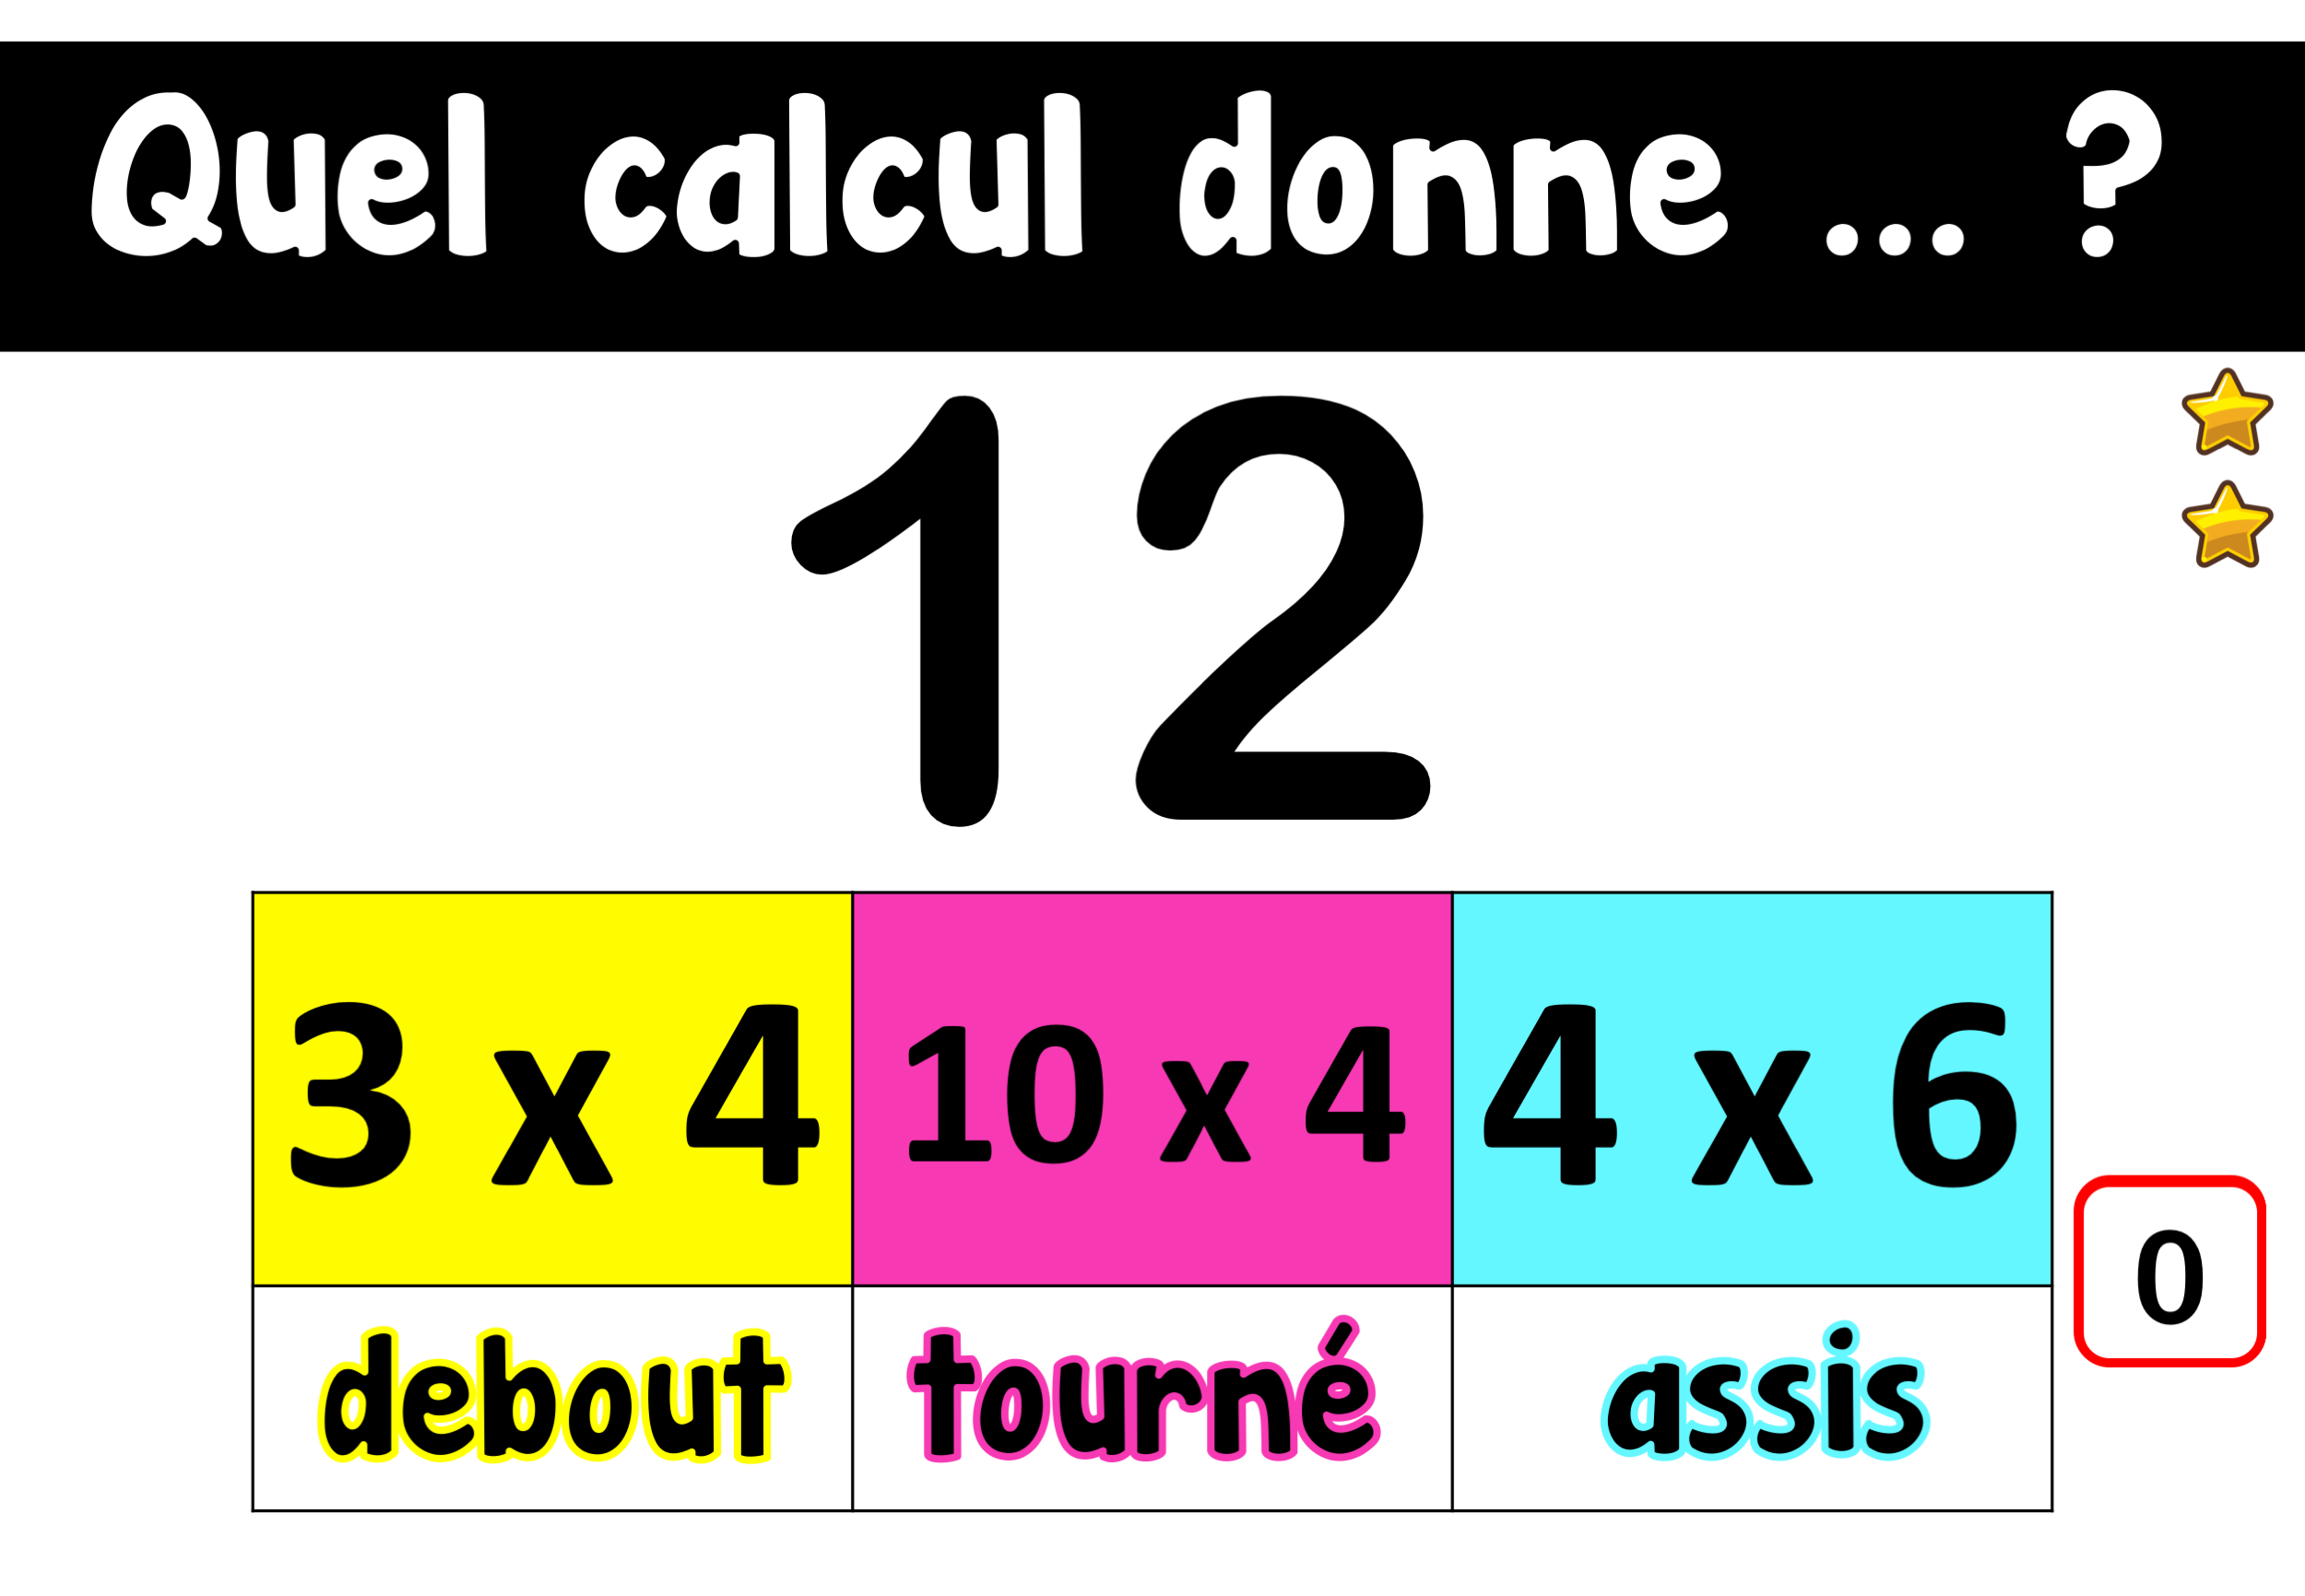 Quel calcul donne ... ?
12
3 x 4 10 x 4 4 x 6
0
debout tourné assis